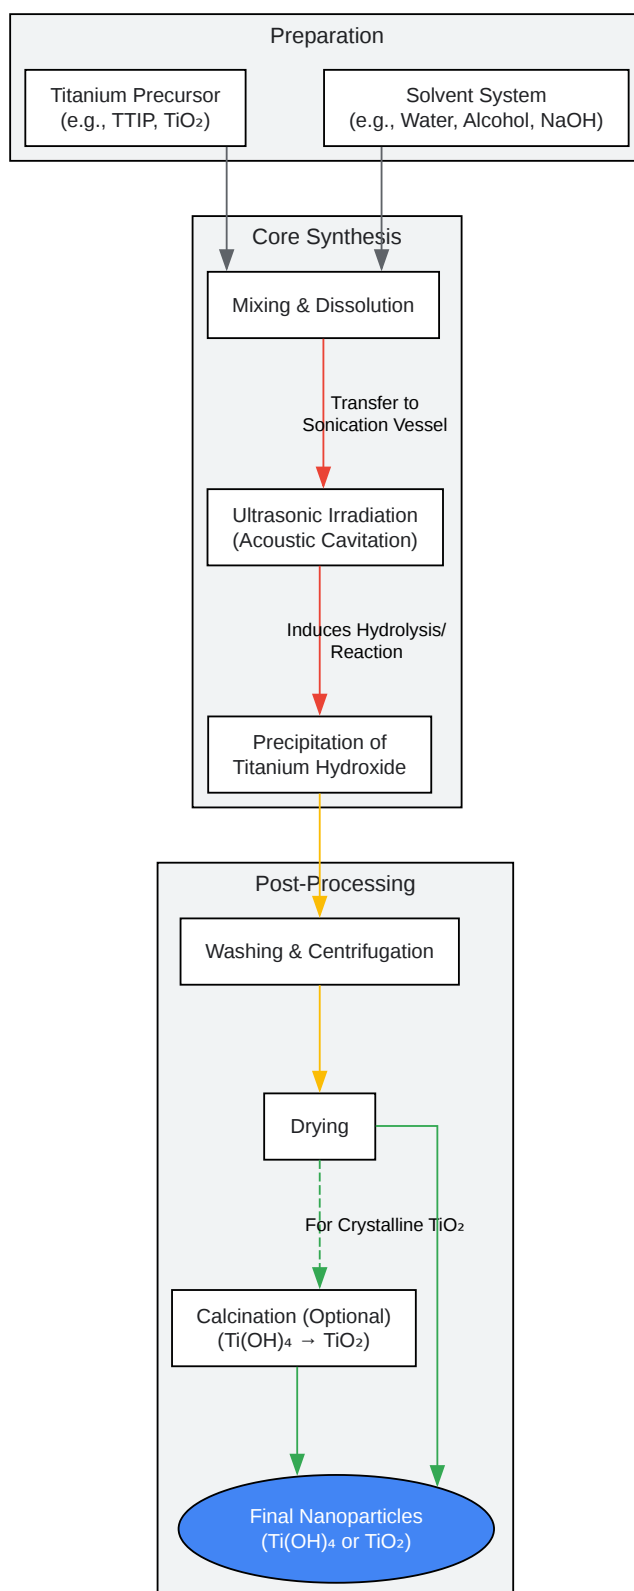 Preparation
Titanium Precursor
(e.g., TTIP, TiO₂)
Solvent System
(e.g., Water, Alcohol, NaOH)
Core Synthesis
Mixing & Dissolution
Transfer to
Sonication Vessel
Ultrasonic Irradiation
(Acoustic Cavitation)
Induces Hydrolysis/
Reaction
Precipitation of
Titanium Hydroxide
Post-Processing
Washing & Centrifugation
Drying
For Crystalline TiO₂
Calcination (Optional)
(Ti(OH)₄ → TiO₂)
Final Nanoparticles
(Ti(OH)₄ or TiO₂)